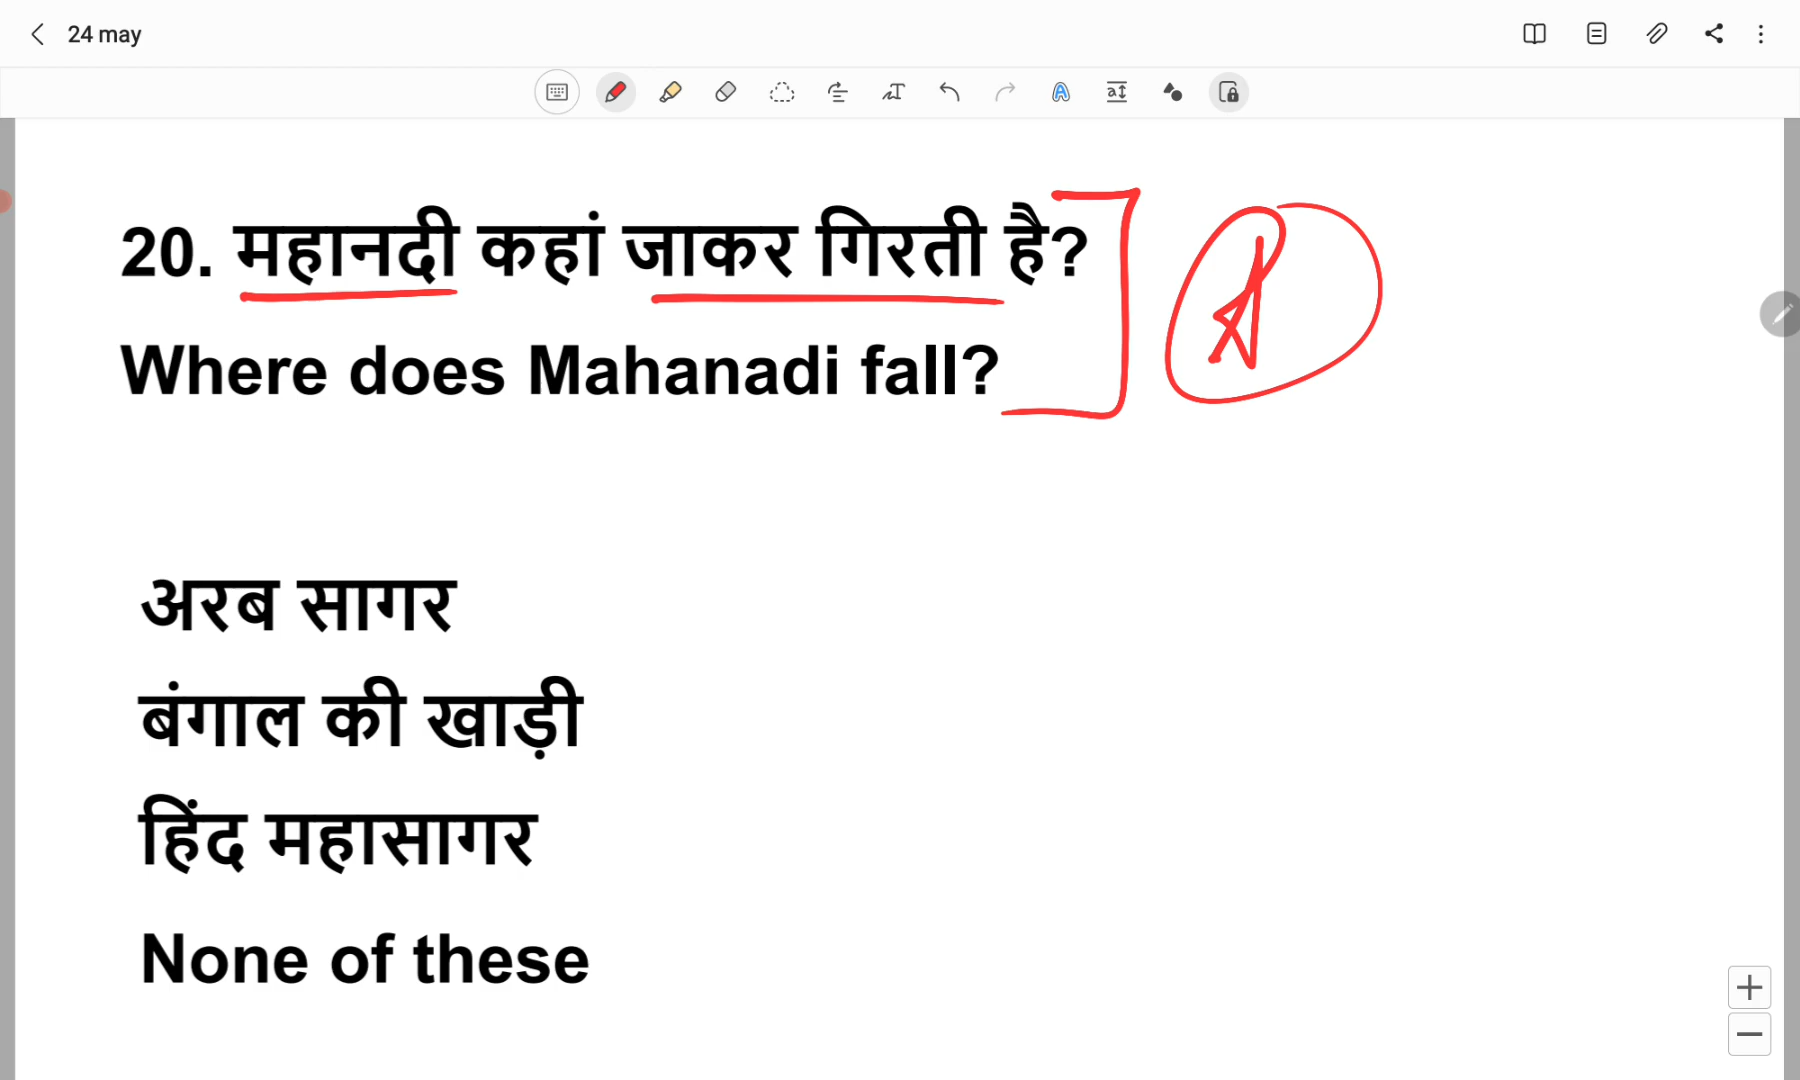 24 may
20. महानदी कहां जाकर गिरती है?
Where does Mahanadi fall?
अरब सागर
बंगाल की खाड़ी
हिंद महासागर
None of these